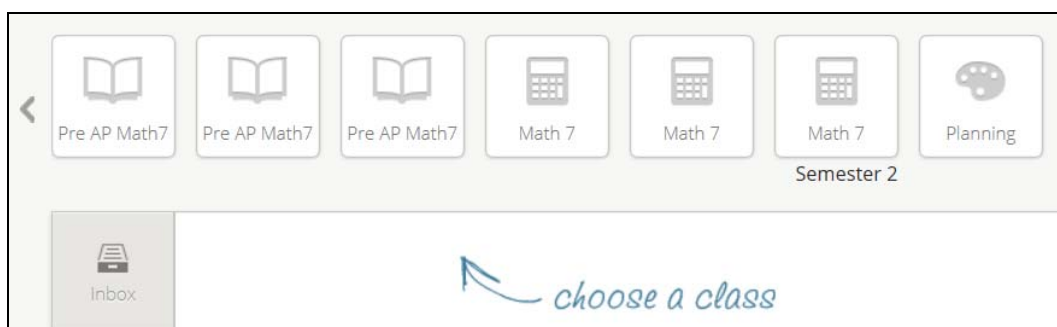 Pre AP Math7 Pre AP Math7 Pre AP Math7 Math 7 Math 7 Math 7 Planning
Semester 2
Inbox
choose a class